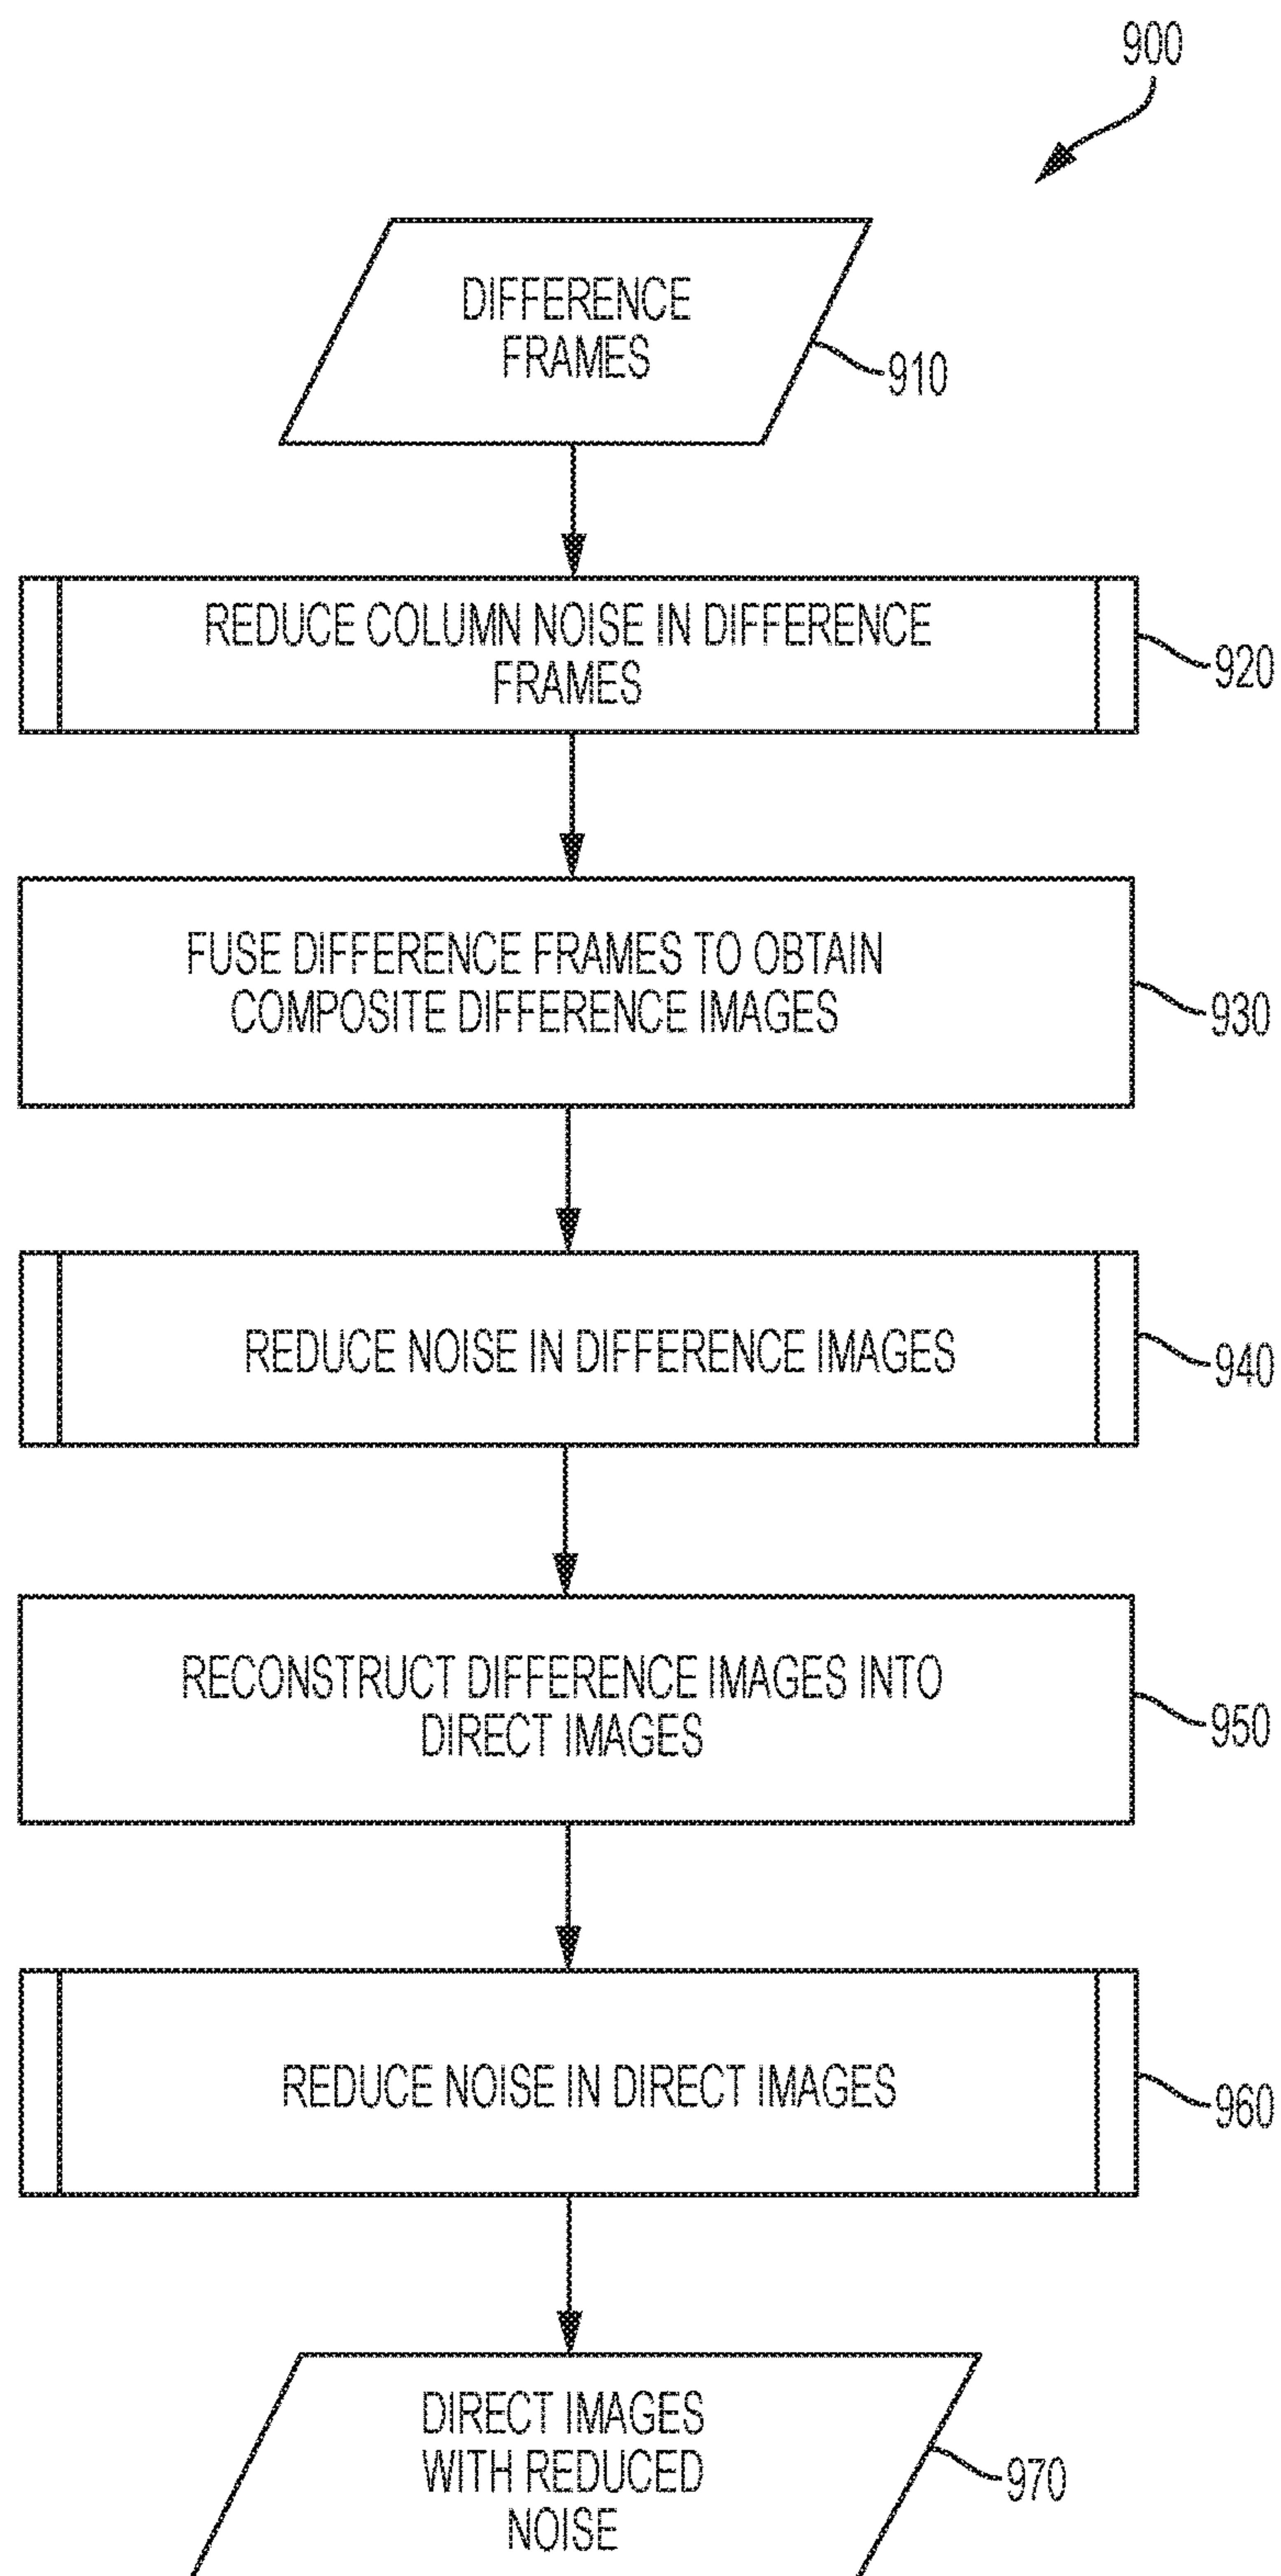 900
DIFFERENCE
FRAMES
910
REDUCE COLUMN NOISE IN DIFFERENCE
FRAMES
920
FUSE DIFFERENCE FRAMES TO OBTAIN
COMPOSITE DIFFERENCE IMAGES
930
REDUCE NOISE IN DIFFERENCE IMAGES
940
RECONSTRUCT DIFFERENCE IMAGES INTO
DIRECT IMAGES
950
REDUCE NOISE IN DIRECT IMAGES
960
DIRECT IMAGES
WITH REDUCED
NOISE
970